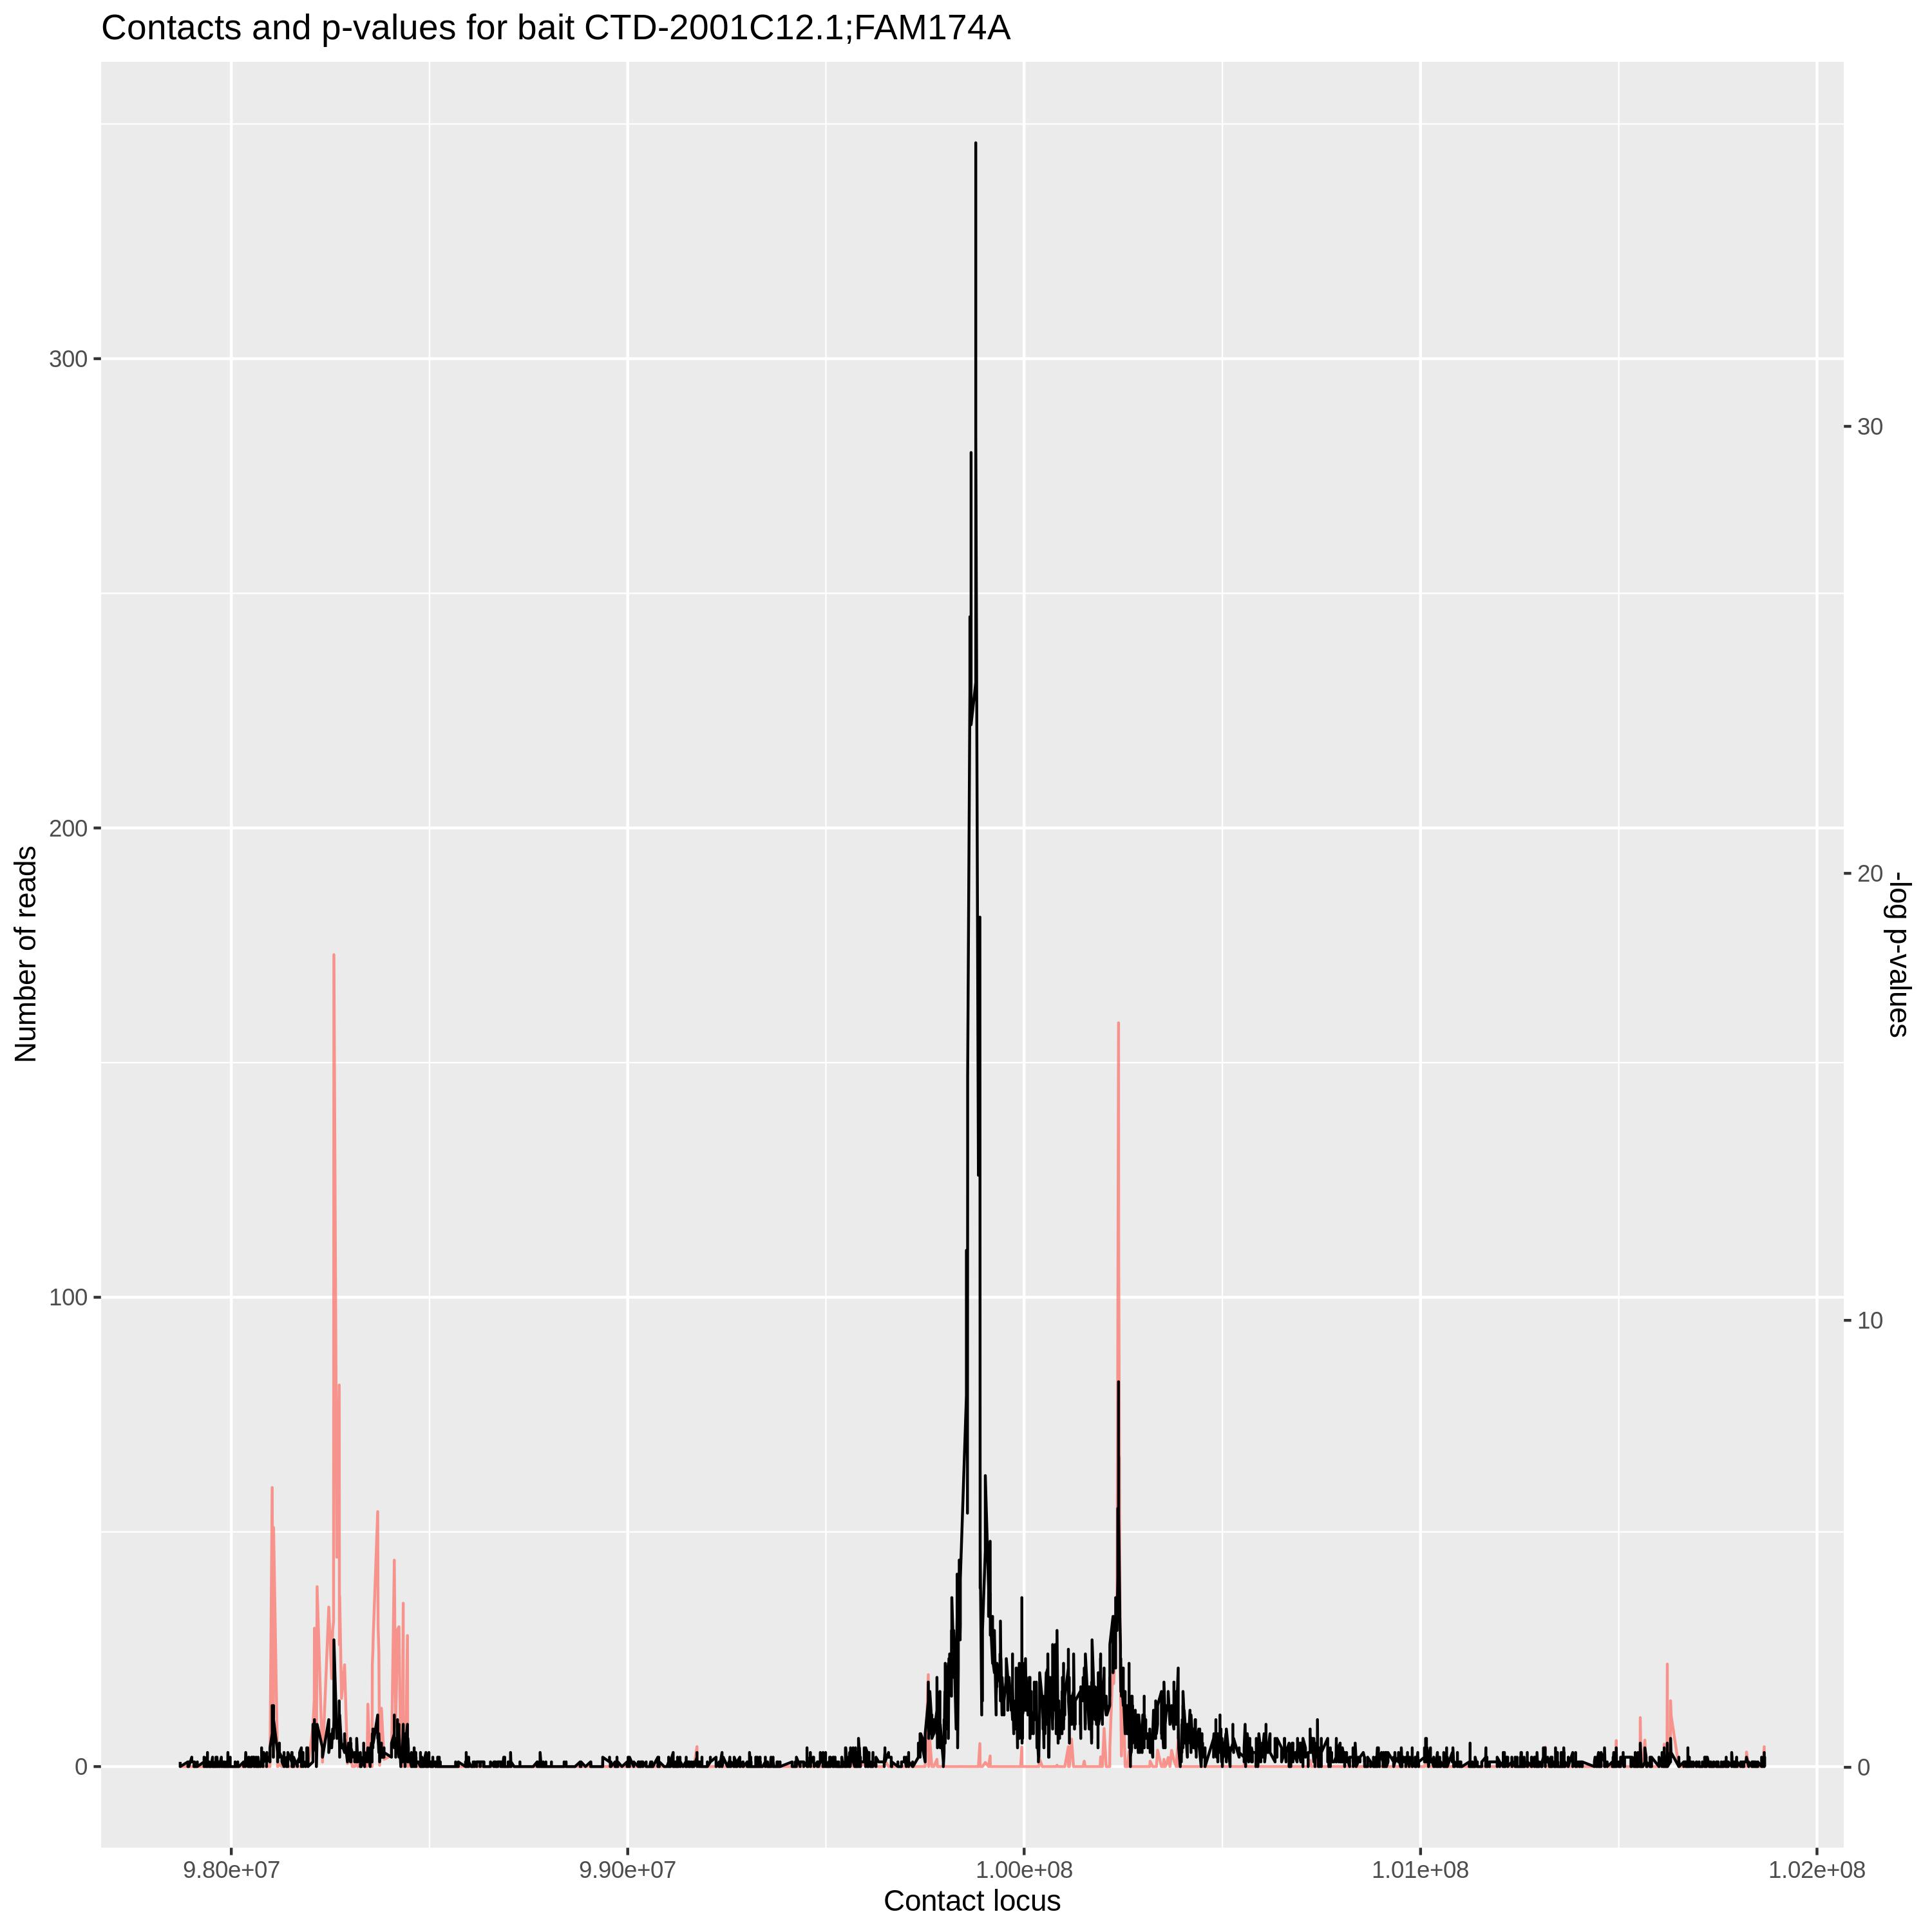 Contacts and p-values for bait CTD-2001C12.1;FAM174A
Number of reads
300
200
100
0
30
20
10
0
-log p-values
9.80e+07
9.90e+07
1.00e+08
1.01e+08
1.02e+08
Contact locus